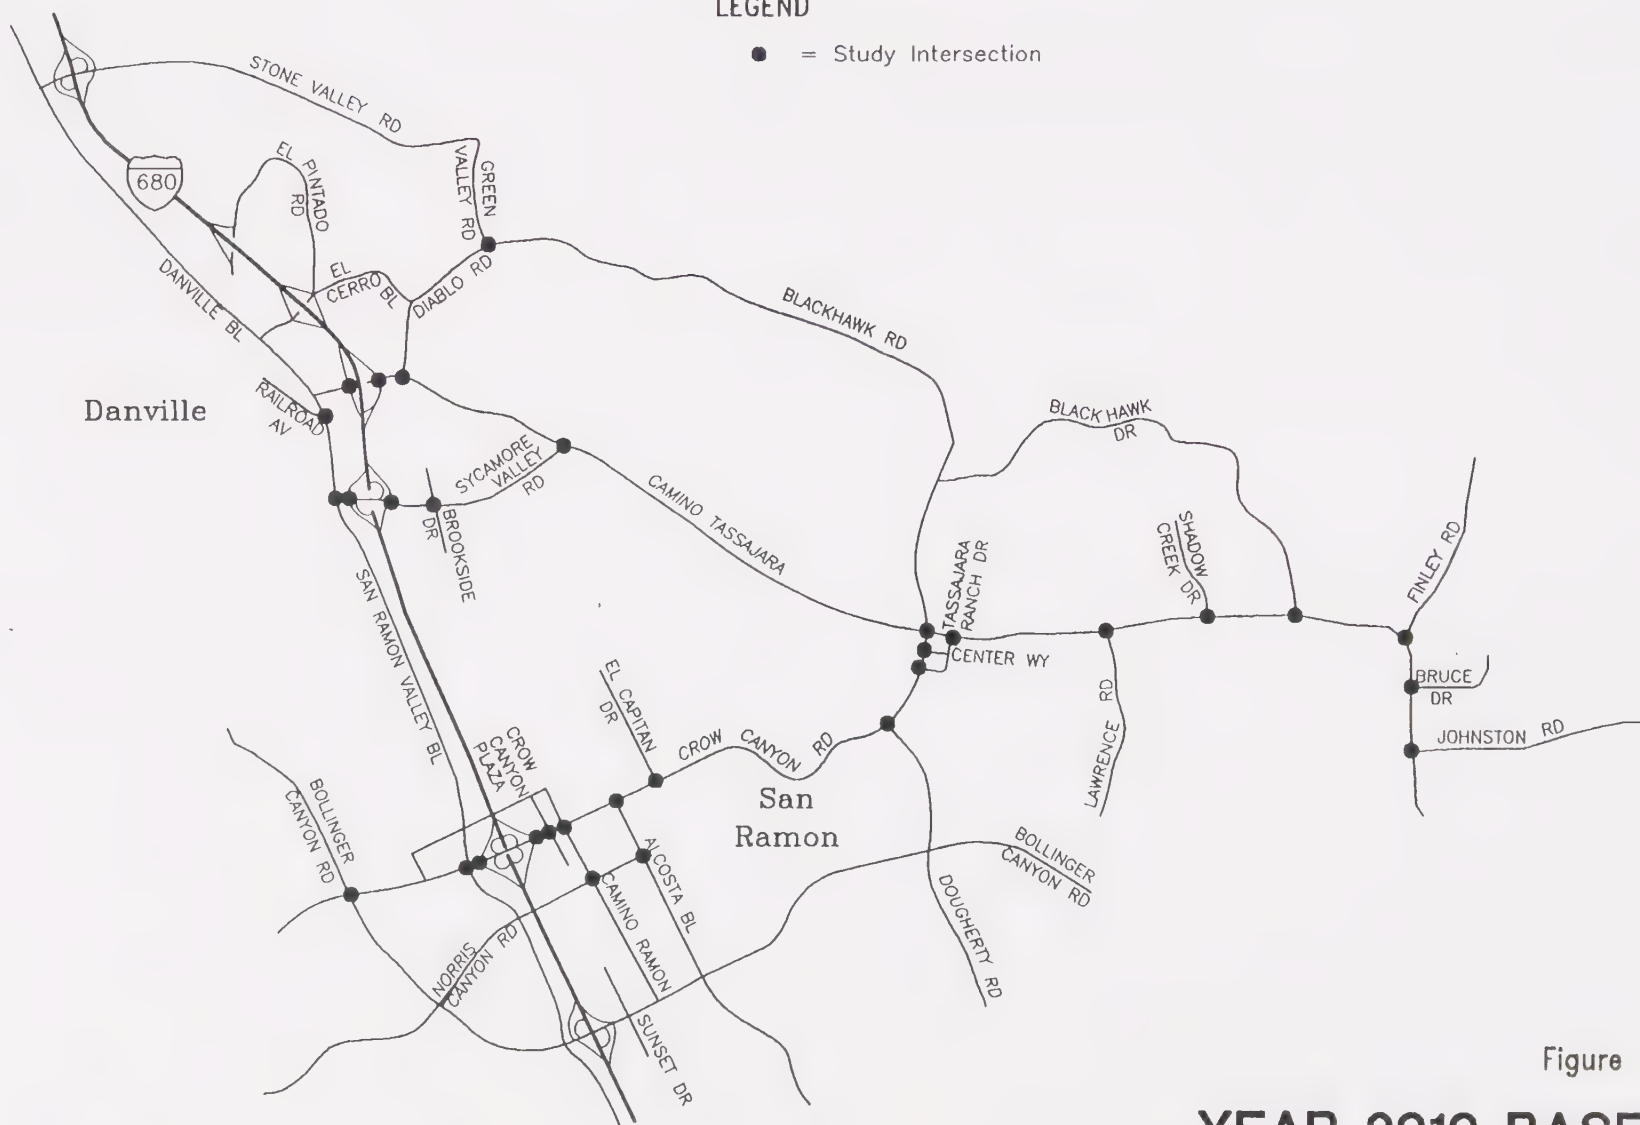 LEGEND
= Study Intersection
STONE VALLEY RD
680
EL PINTADO
RD
GREEN
VALLEY RD
EL
CERRO BL
DIABLO RD
DANVILLE BL
BLACKHAWK RD
Danville
RAILROAD
AV
SYCAMORE
VALLEY
RD
BROOKSIDE
DR
CAMINO TASSAJARA
BLACKHAWK
DR
SHADOW
CREEK DR
FINLEY RD
TASSAJARA
RANCH DR
CENTER WY
SAN RAMON VALLEY BL
EL CAPITAN
DR
LAWRENCE RD
BRUCE
DR
JOHNSTON RD
CROW
CANYON
PLAZA
CROW CANYON RD
San
Ramon
BOLLINGER
CANYON RD
ALCOSTA BL
CAMINO RAMON
BOLLINGER
CANYON RD
DOUGHERTY RD
NORRIS
CANYON RD
SUNSET DR
Figure